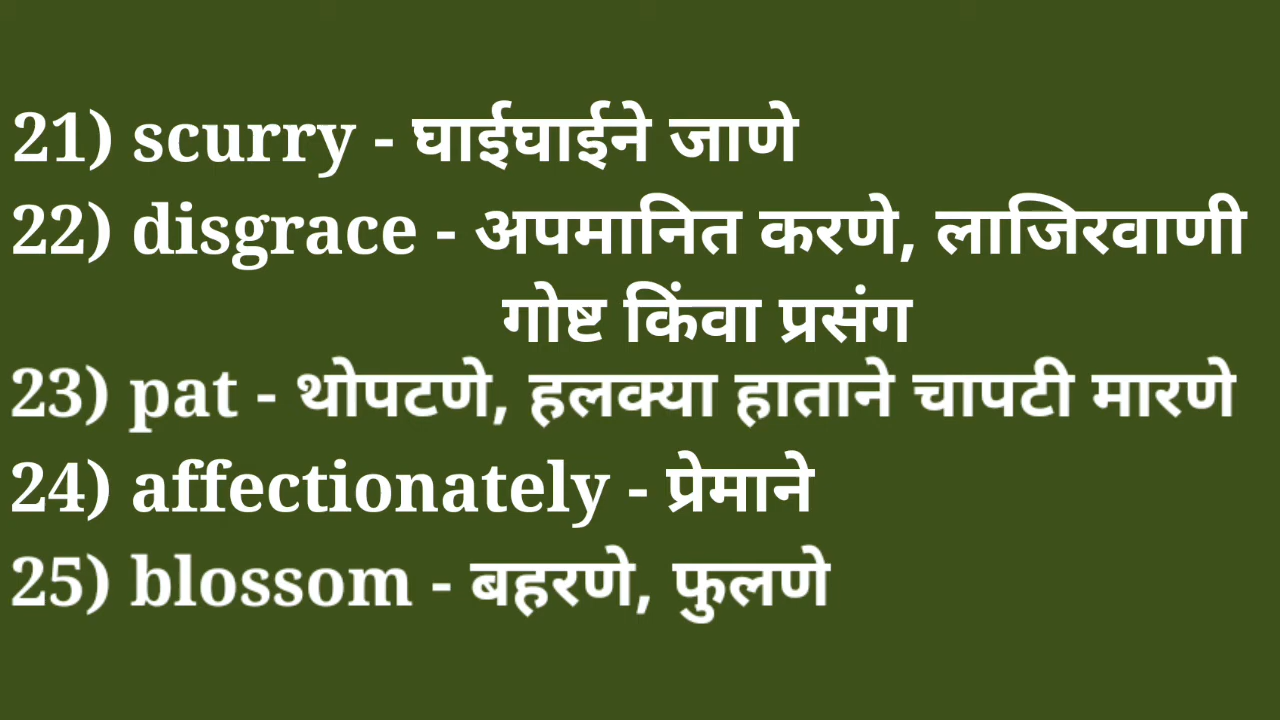 21) scurry - घाईघाईने जाणे
22) disgrace - अपमानित करणे, लाजिरवाणी
गोष्ट किंवा प्रसंग
23) pat - थोपटणे, हलक्या हाताने चापटी मारणे
24) affectionately - प्रेमाने
25) blossom - बहरणे, फुलणे